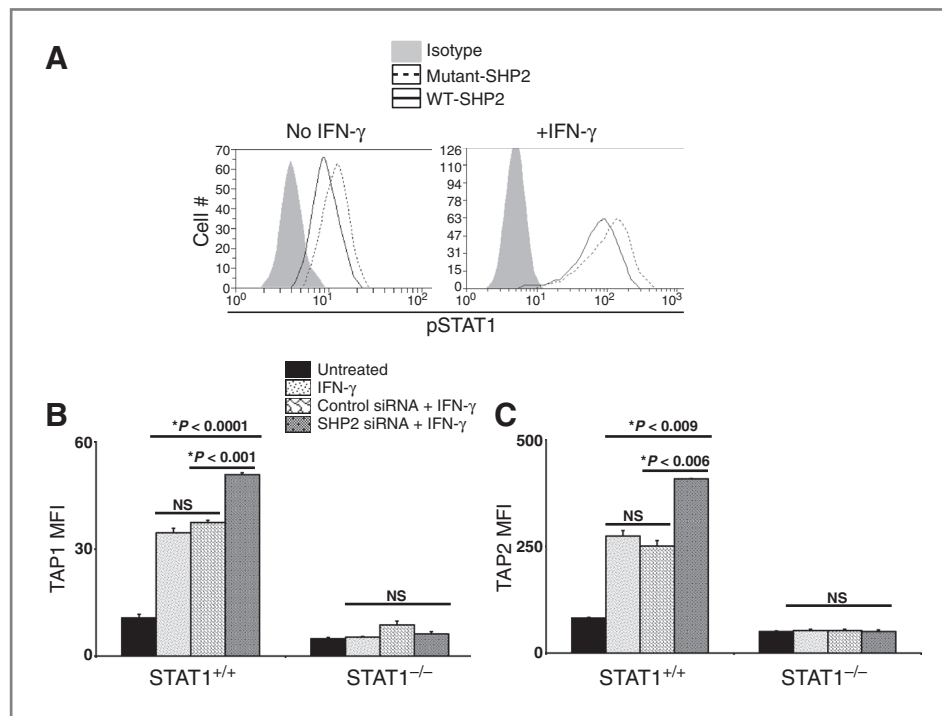 A
Isotype
Mutant-SHP2
WT-SHP2
No IFN-γ
+IFN-γ
Cell #
70
60
50
40
30
20
10
0
10⁰ 10¹ 10²
126
110
94
79
63
47
31
15
0
10⁰ 10¹ 10² 10³
pSTAT1
Untreated
IFN-γ
Control siRNA + IFN-γ
SHP2 siRNA + IFN-γ
B
TAP1 MFI
60
30
0
*P < 0.0001
*P < 0.001
NS
NS
STAT1+/+ STAT1–/–
C
TAP2 MFI
500
250
0
*P < 0.009
*P < 0.006
NS
NS
STAT1+/+ STAT1–/–